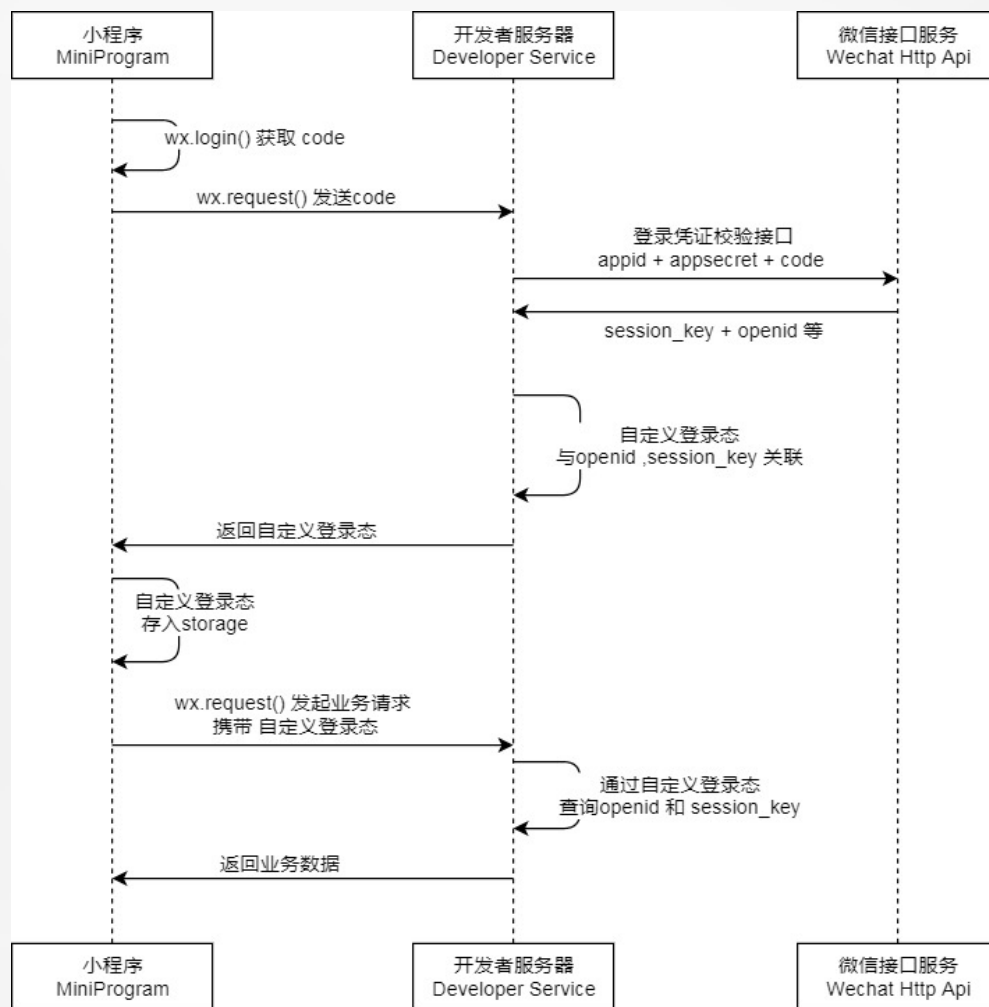 小程序
MiniProgram
开发者服务器
Developer Service
微信接口服务
Wechat Http Api
wx.login() 获取 code
wx.request() 发送code
登录凭证校验接口
appid + appsecret + code
session_key + openid 等
自定义登录态
与openid ,session_key 关联
返回自定义登录态
自定义登录态
存入storage
wx.request() 发起业务请求
携带 自定义登录态
通过自定义登录态
查询openid 和 session_key
返回业务数据
小程序
MiniProgram
开发者服务器
Developer Service
微信接口服务
Wechat Http Api